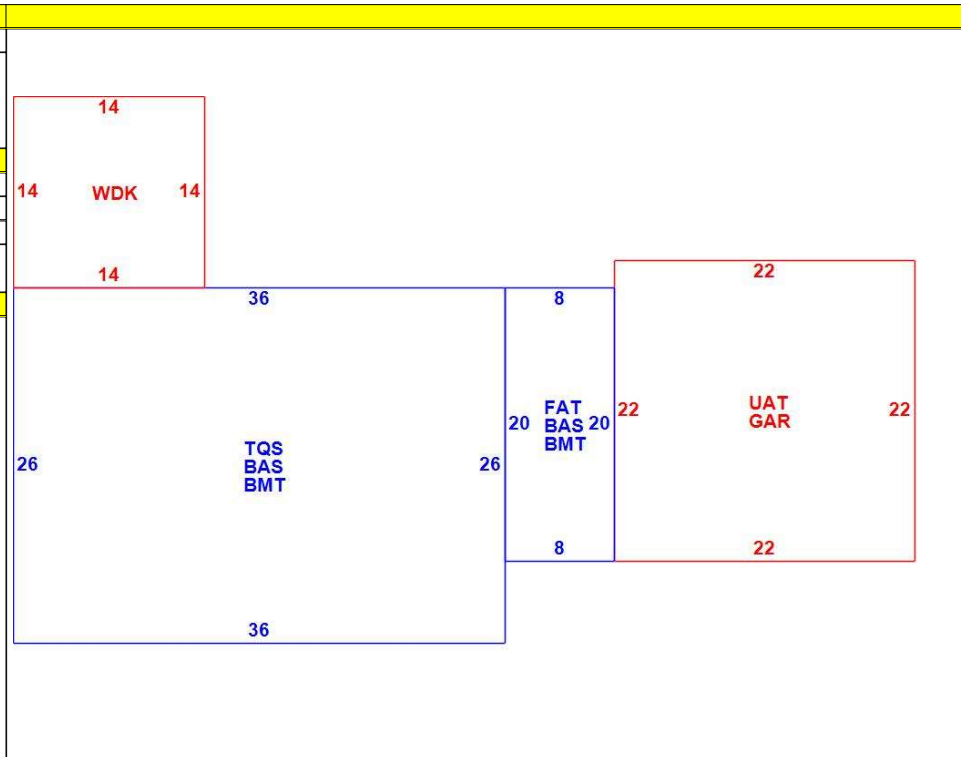 14
14 WDK 14
14
22
36
8
20 FAT 20
BAS
BMT
22 UAT 22
GAR
26 TQS 26
BAS
BMT
8
22
36